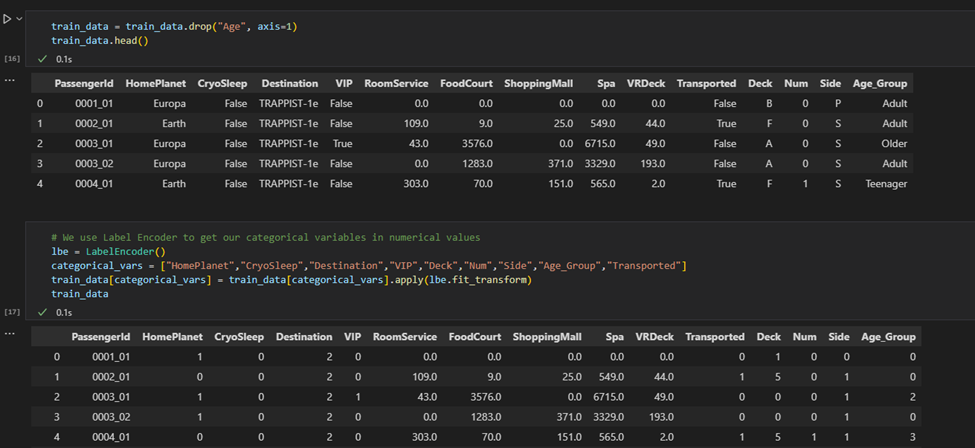 train_data = train_data.drop("Age", axis=1)
train_data.head()
[16] ✓ 0.1s
... PassengerId HomePlanet CryoSleep Destination VIP RoomService FoodCourt ShoppingMall Spa VRDeck Transported Deck Num Side Age_Group
0 0001_01 Europa False TRAPPIST-1e False 0.0 0.0 0.0 0.0 0.0 False B 0 P Adult
1 0002_01 Earth False TRAPPIST-1e False 109.0 9.0 25.0 549.0 44.0 True F 0 S Adult
2 0003_01 Europa False TRAPPIST-1e True 43.0 3576.0 0.0 6715.0 49.0 False A 0 S Older
3 0003_02 Europa False TRAPPIST-1e False 0.0 1283.0 371.0 3329.0 193.0 False A 0 S Adult
4 0004_01 Earth False TRAPPIST-1e False 303.0 70.0 151.0 565.0 2.0 True F 1 S Teenager
# We use Label Encoder to get our categorical variables in numerical values
lbe = LabelEncoder()
categorical_vars = ["HomePlanet","CryoSleep","Destination","VIP","Deck","Num","Side","Age_Group","Transported"]
train_data[categorical_vars] = train_data[categorical_vars].apply(lbe.fit_transform)
train_data
[17] ✓ 0.1s
... PassengerId HomePlanet CryoSleep Destination VIP RoomService FoodCourt ShoppingMall Spa VRDeck Transported Deck Num Side Age_Group
0 0001_01 1 0 2 0 0.0 0.0 0.0 0.0 0.0 0 1 0 0 0
1 0002_01 0 0 2 0 109.0 9.0 25.0 549.0 44.0 1 5 0 1 0
2 0003_01 1 0 2 1 43.0 3576.0 0.0 6715.0 49.0 0 0 0 1 2
3 0003_02 1 0 2 0 0.0 1283.0 371.0 3329.0 193.0 0 0 0 1 0
4 0004_01 0 0 2 0 303.0 70.0 151.0 565.0 2.0 1 5 1 1 3